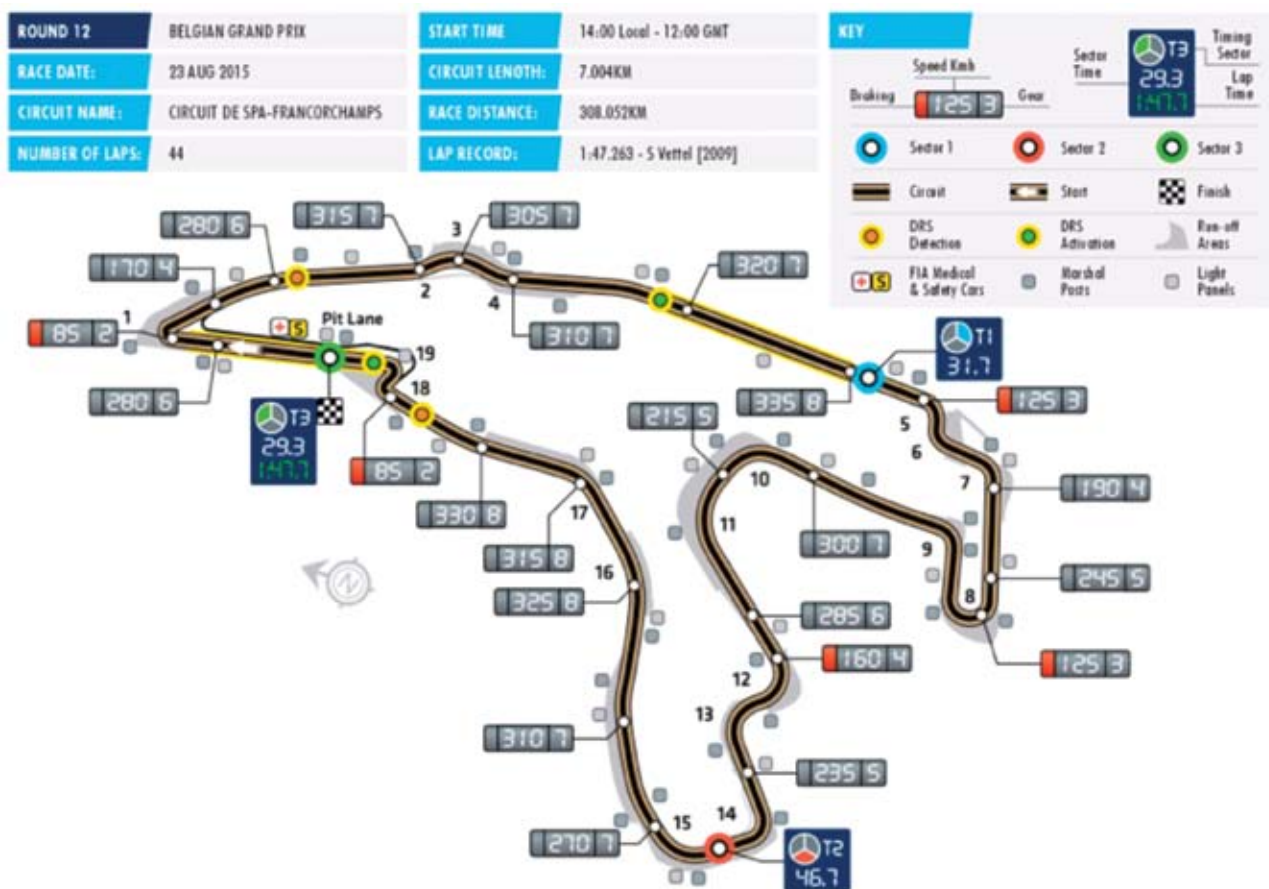 ROUND 12 BELGIAN GRAND PRIX
RACE DATE: 23 AUG 2015
CIRCUIT NAME: CIRCUIT DE SPA-FRANCORCHAMPS
NUMBER OF LAPS: 44
START TIME 14:00 Local - 12:00 GMT
CIRCUIT LENGTH: 7.004KM
RACE DISTANCE: 308.052KM
LAP RECORD: 1:47.263 - S Vettel [2009]
KEY
Speed Kmh
Braking 125 3 Gear
Sector Time
T3
29.3
1:47.7
Timing Sector
Lap Time
Sector 1 Sector 2 Sector 3
Circuit Start Finish
DRS Detection DRS Activation Run-off Areas
S FIA Medical & Safety Cars Marshal Posts Light Panels
280 6
315 7
3
305 7
170 4
2
4
320 7
1
85 2
S Pit Lane
310 7
T1
31.7
19
280 6
18
335 8
125 3
T3
29.3
1:47.7
215 5
5
6
85 2
10
7
190 4
330 8
17
11
300 7
9
315 8
16
8
245 5
325 8
285 6
160 4
125 3
12
13
310 7
235 5
14
15
270 7
T2
46.7
N